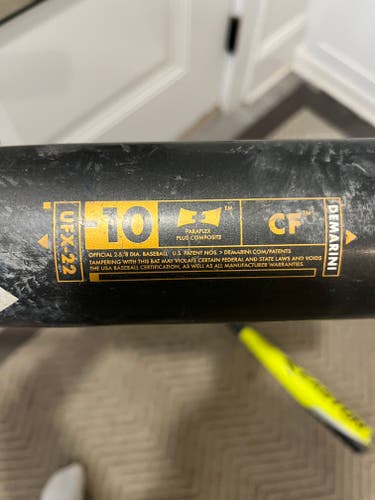 UFX-22
-10
TM
PARAFLEX
PLUS COMPOSITE
CF
DEMARINI
OFFICIAL 2-5/8 DIA. BASEBALL U.S. PATENT NOS. > DEMARINI.COM/PATENTS
TAMPERING WITH THIS BAT MAY VIOLATE CERTAIN FEDERAL AND STATE LAWS AND VOIDS
THE USA BASEBALL CERTIFICATION, AS WELL AS ALL MANUFACTURER WARRANTIES.